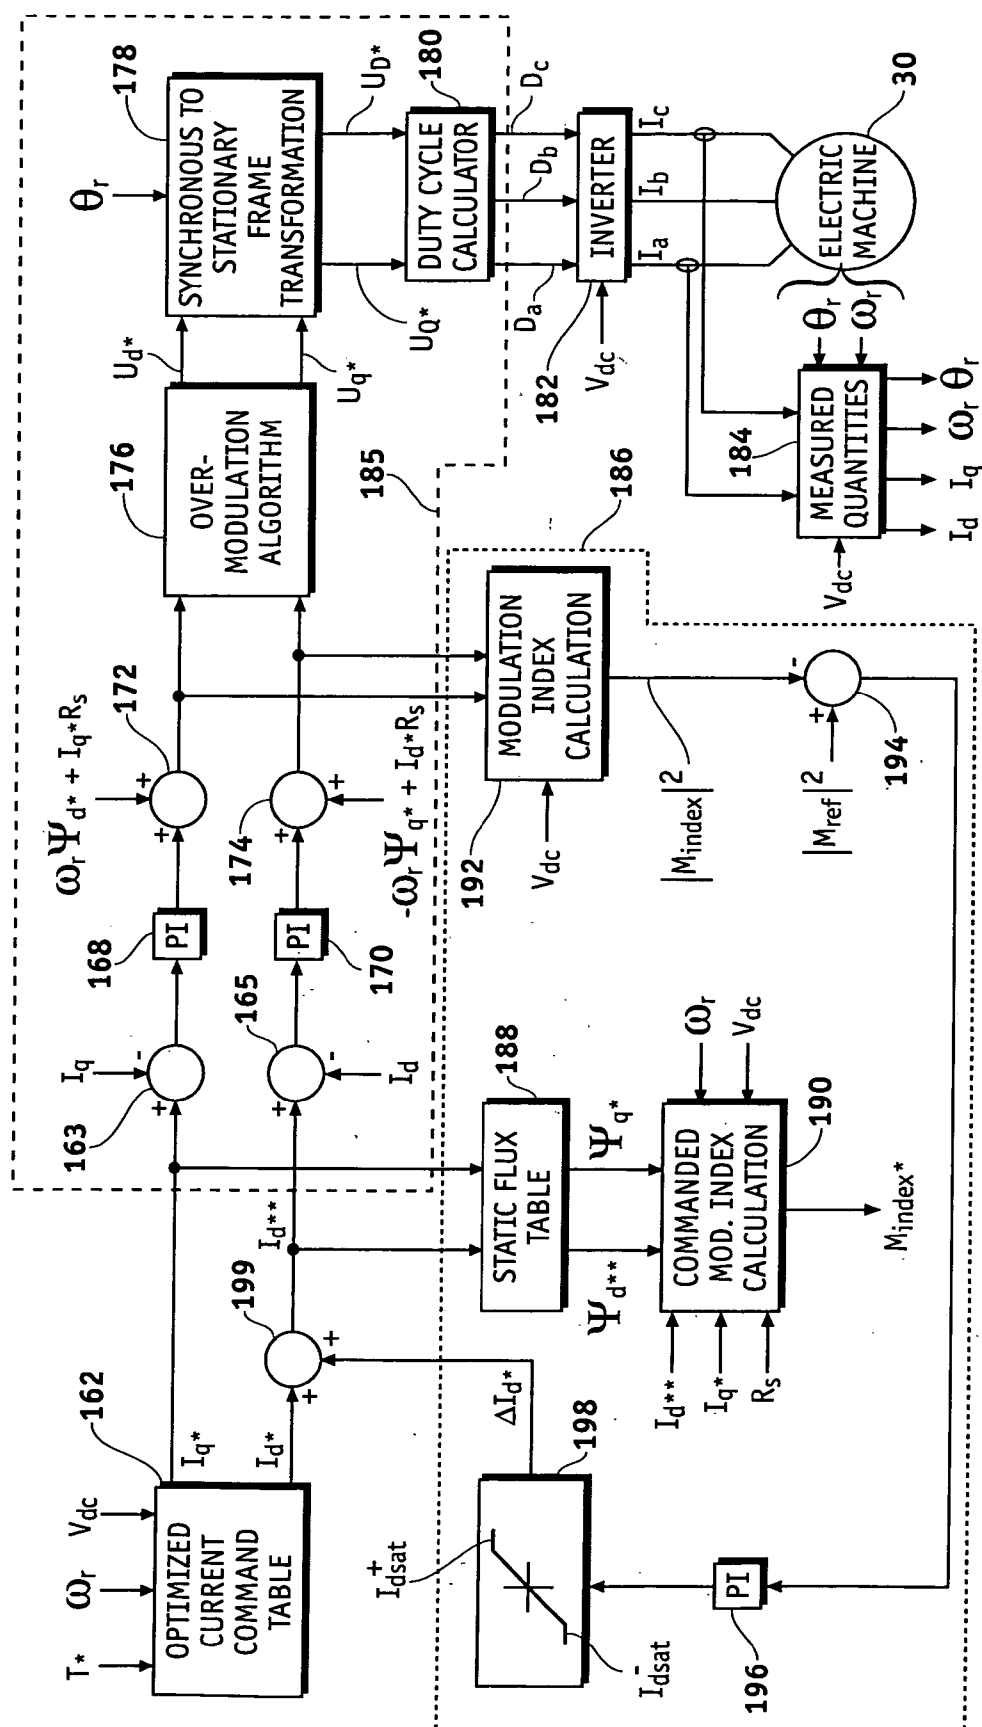 T*
ωr
Vdc
162
OPTIMIZED
CURRENT
COMMAND
TABLE
Iq*
Id*
199
+
+
Id**
ΔId*
163
Iq
-
+
165
+
-
Id
168
PI
PI
170
ωrΨd* + Iq*Rs
172
+
+
174
+
+
-ωrΨq* + Id*Rs
176
OVER-
MODULATION
ALGORITHM
185
Ud*
Uq*
θr
178
SYNCHRONOUS TO
STATIONARY
FRAME
TRANSFORMATION
UQ*
UD*
180
DUTY CYCLE
CALCULATOR
Da
Db
Dc
182
Vdc
INVERTER
Ia
Ib
Ic
ELECTRIC
MACHINE
30
θr
ωr
184
Vdc
MEASURED
QUANTITIES
Id
Iq
ωr
θr
186
188
STATIC FLUX
TABLE
Ψd**
Ψq*
Id**
Iq*
Rs
COMMANDED
MOD. INDEX
CALCULATION
ωr
Vdc
190
Mindex*
192
Vdc
MODULATION
INDEX
CALCULATION
|Mindex|2
|Mref|2
+
-
194
196
PI
198
I+dsat
I-dsat